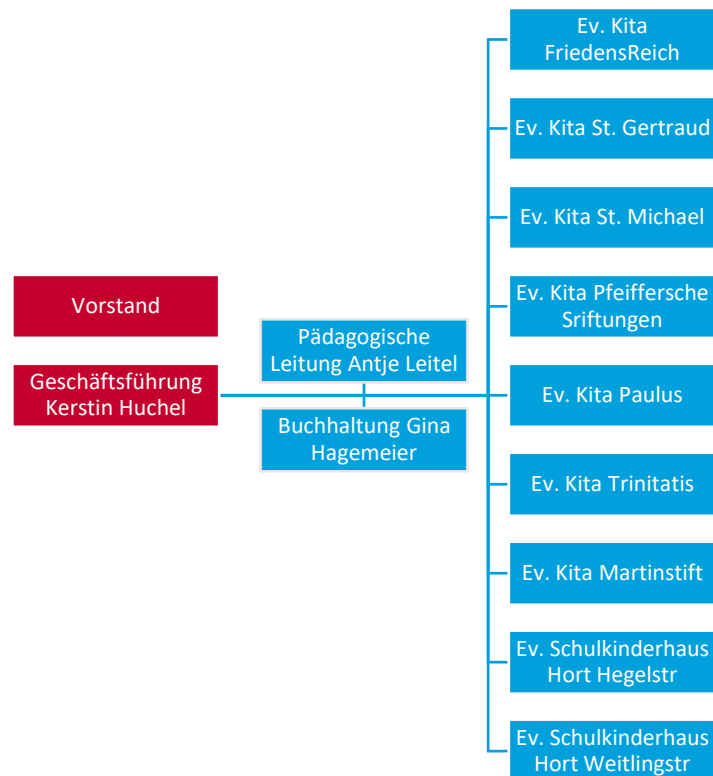 Vorstand
Geschäftsführung
Kerstin Huchel
Pädagogische
Leitung Antje Leitel
Buchhaltung Gina
Hagemeier
Ev. Kita
FriedensReich
Ev. Kita St. Gertraud
Ev. Kita St. Michael
Ev. Kita Pfeiffersche
Sriftungen
Ev. Kita Paulus
Ev. Kita Trinitatis
Ev. Kita Martinstift
Ev. Schulkinderhaus
Hort Hegelstr
Ev. Schulkinderhaus
Hort Weitlingstr